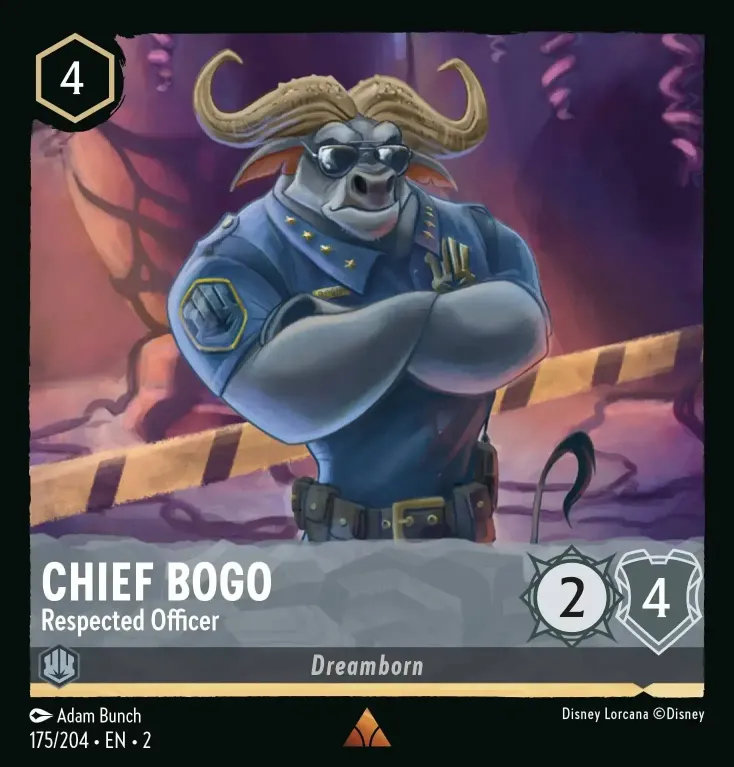 4
CHIEF BOGO
Respected Officer
2
4
Dreamborn
Adam Bunch
Disney Lorcana ©Disney
175/204 • EN • 2